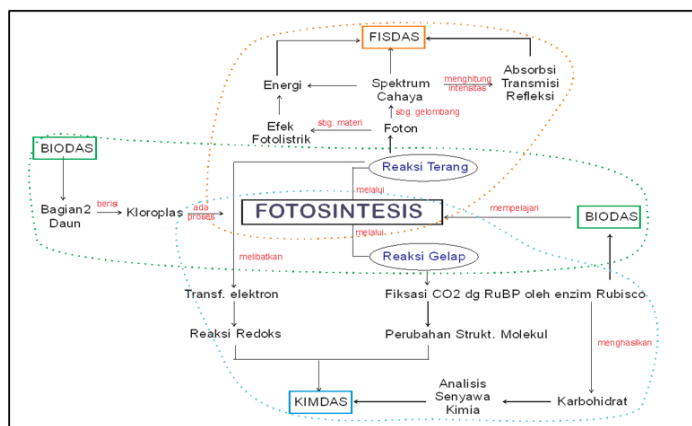 FISDAS
Energi
Spektrum
Cahaya
menghitung
intensitas
Absorbsi
Transmisi
Refleksi
sbg. gelombang
Efek
Fotolistrik
sbg. materi
Foton
BIODAS
Reaksi Terang
melalui
Bagian2
Daun
berisi
Kloroplas
ada
proses
FOTOSINTESIS
mempelajari
BIODAS
melalui
Reaksi Gelap
melibatkan
Transf. elektron
Fiksasi CO2 dg RuBP oleh enzim Rubisco
Reaksi Redoks
Perubahan Strukt. Molekul
menghasilkan
KIMDAS
Analisis
Senyawa
Kimia
Karbohidrat